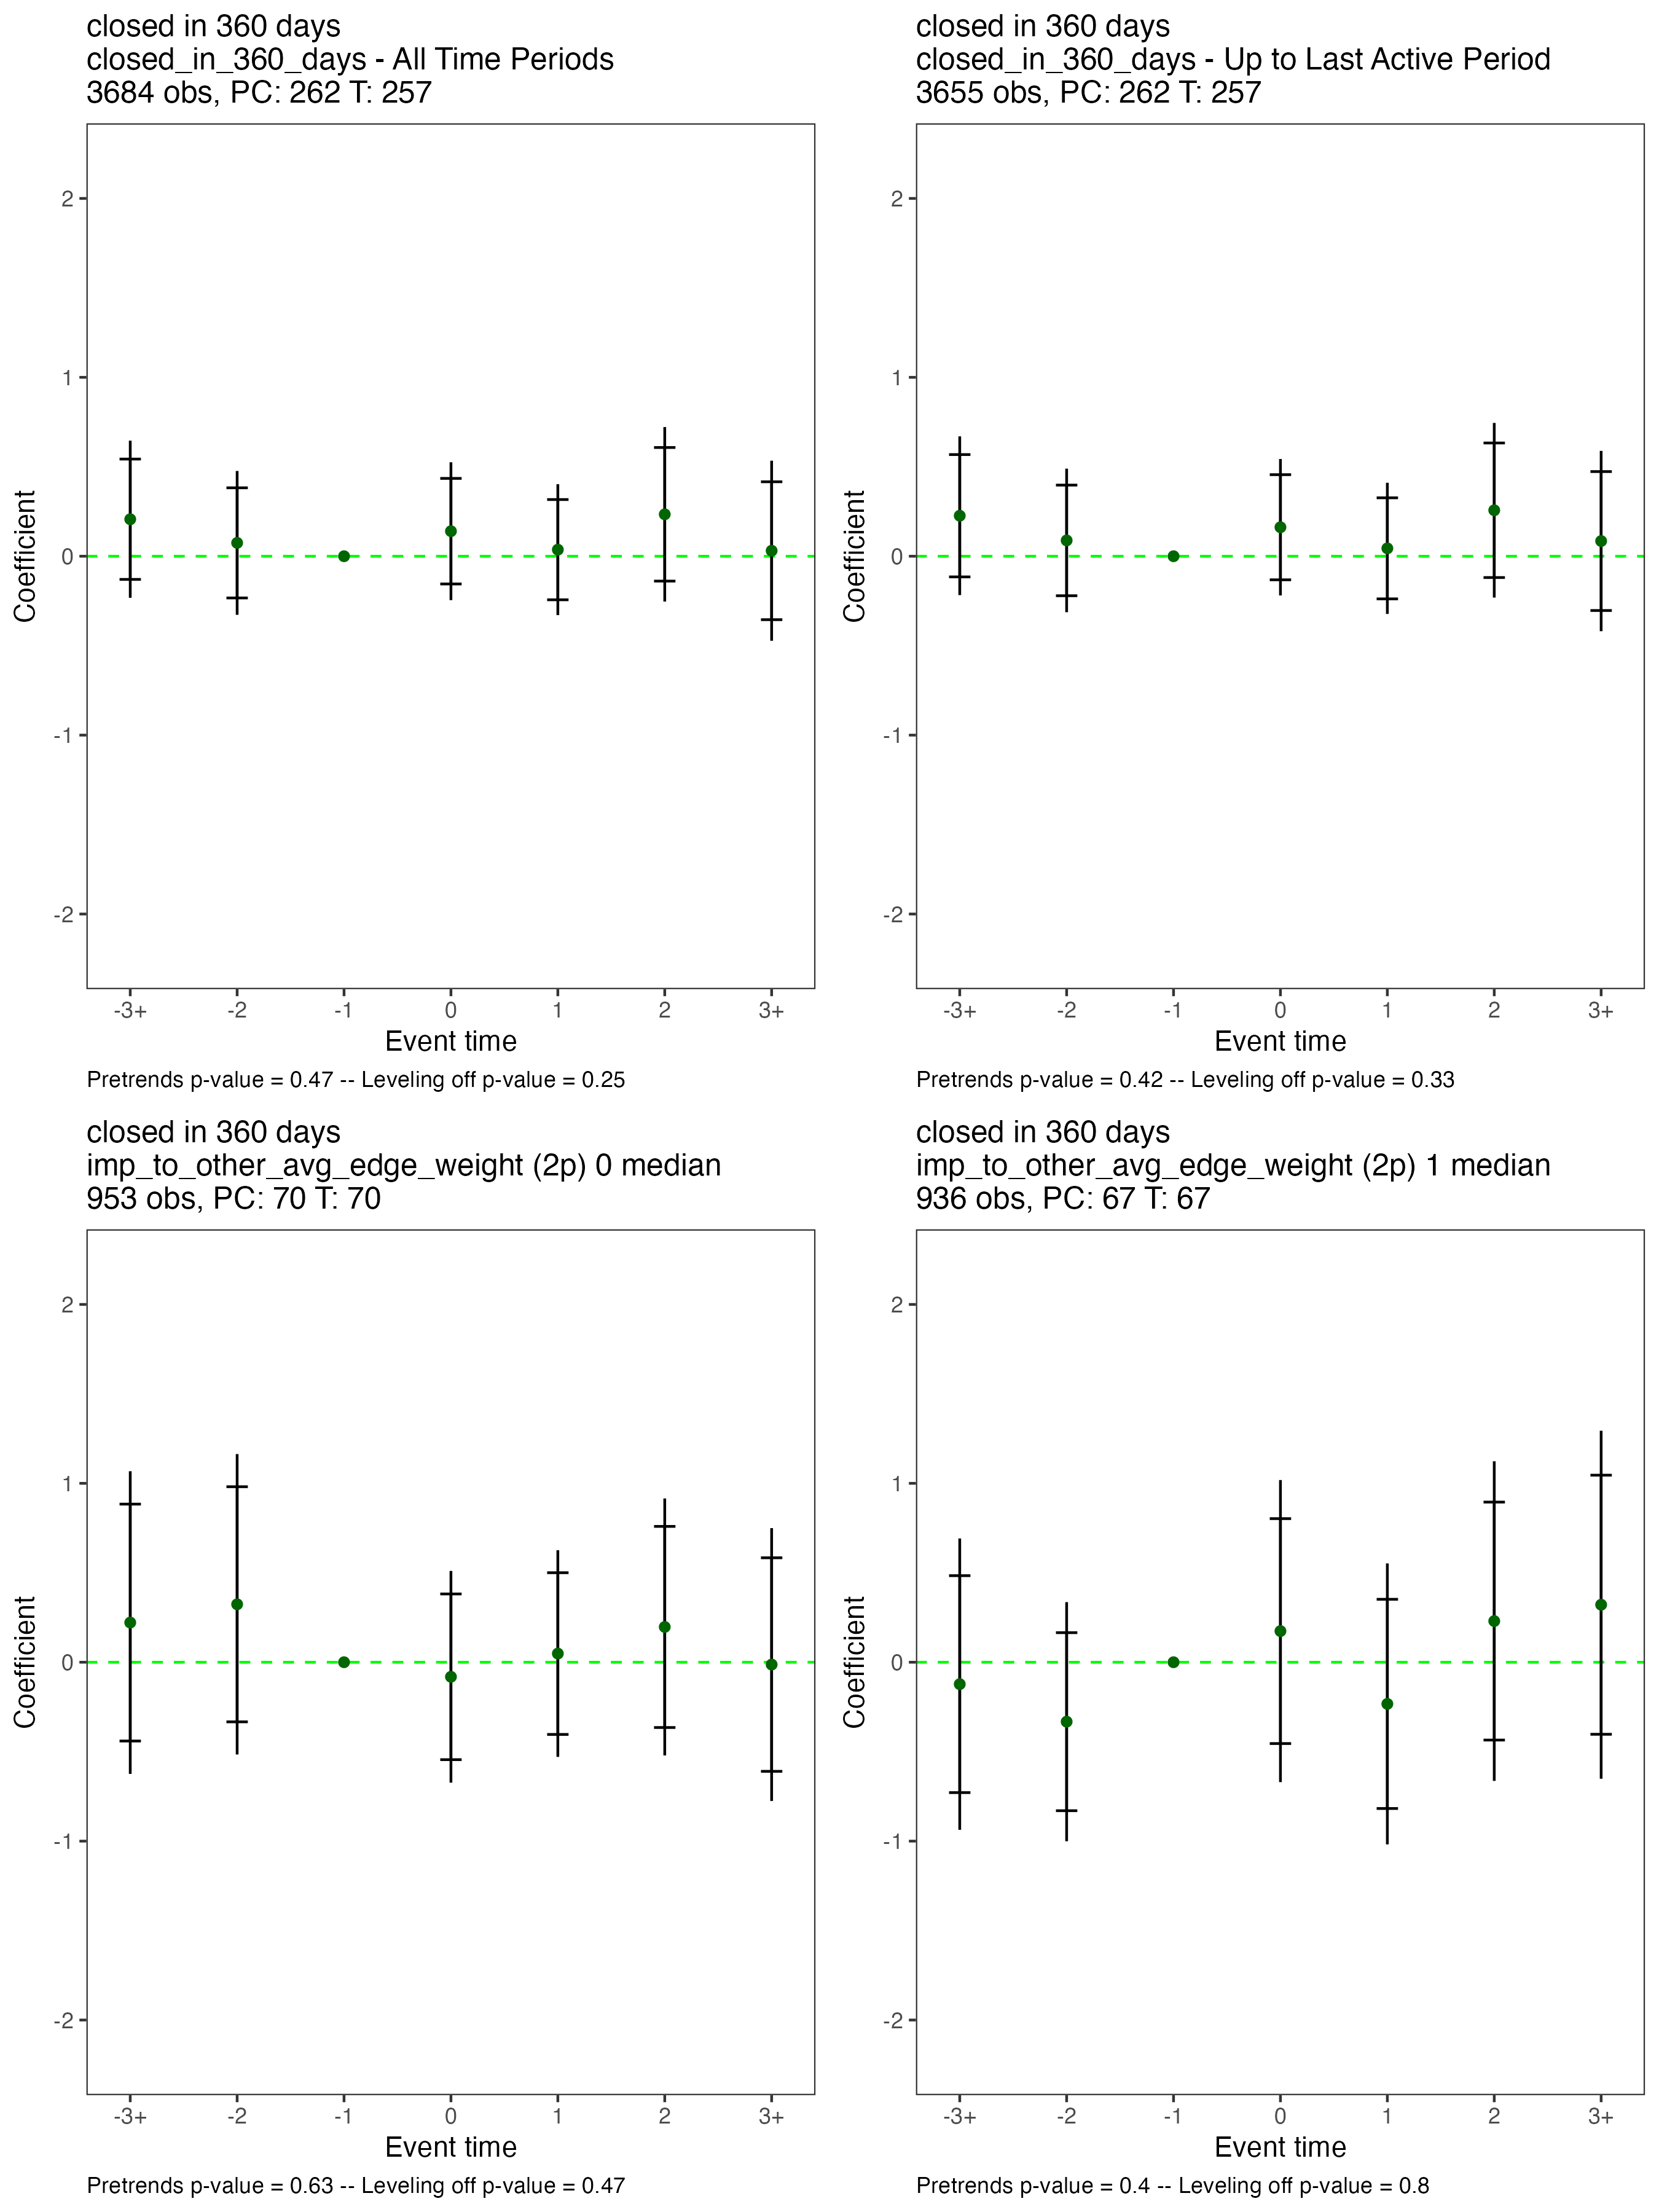 closed in 360 days
closed_in_360_days - All Time Periods
3684 obs, PC: 262 T: 257
2
1
0
-1
-2
Coefficient
-3+ -2 -1 0 1 2 3+
Event time
Pretrends p-value = 0.47 -- Leveling off p-value = 0.25
closed in 360 days
closed_in_360_days - Up to Last Active Period
3655 obs, PC: 262 T: 257
2
1
0
-1
-2
Coefficient
-3+ -2 -1 0 1 2 3+
Event time
Pretrends p-value = 0.42 -- Leveling off p-value = 0.33
closed in 360 days
imp_to_other_avg_edge_weight (2p) 0 median
953 obs, PC: 70 T: 70
2
1
0
-1
-2
Coefficient
-3+ -2 -1 0 1 2 3+
Event time
Pretrends p-value = 0.63 -- Leveling off p-value = 0.47
closed in 360 days
imp_to_other_avg_edge_weight (2p) 1 median
936 obs, PC: 67 T: 67
2
1
0
-1
-2
Coefficient
-3+ -2 -1 0 1 2 3+
Event time
Pretrends p-value = 0.4 -- Leveling off p-value = 0.8